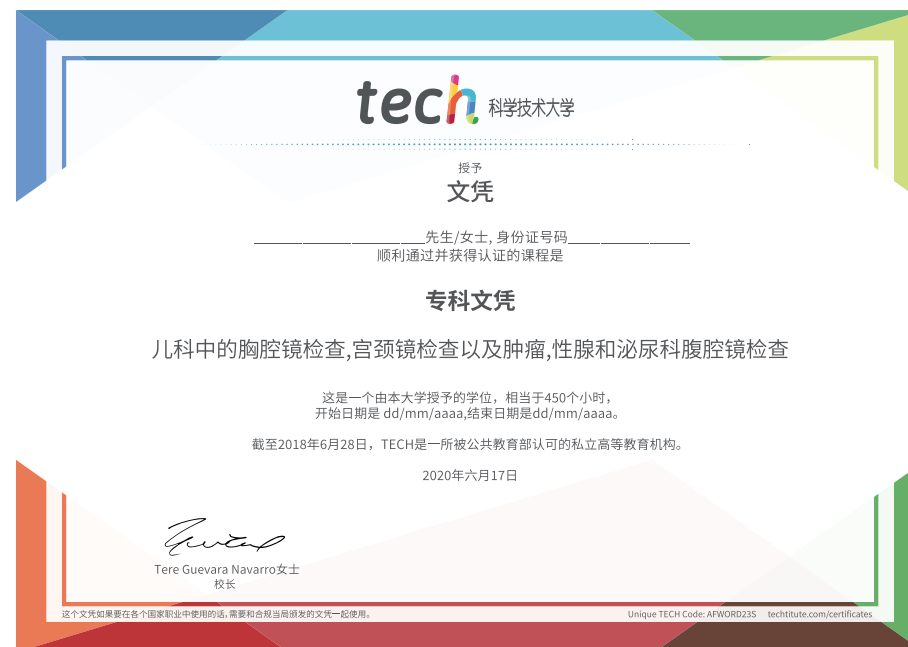 tech 科学技术大学
授予
文凭
______________________先生/女士, 身份证号码________________
顺利通过并获得认证的课程是
专科文凭
儿科中的胸腔镜检查,宫颈镜检查以及肿瘤,性腺和泌尿科腹腔镜检查
这是一个由本大学授予的学位，相当于450个小时，
开始日期是 dd/mm/aaaa,结束日期是dd/mm/aaaa。
截至2018年6月28日，TECH是一所被公共教育部认可的私立高等教育机构。
2020年六月17日
Tere Guevara Navarro女士
校长
这个文凭如果要在各个国家职业中使用的话,需要和合规当局颁发的文凭一起使用。
Unique TECH Code: AFWORD23S techtitute.com/certificates